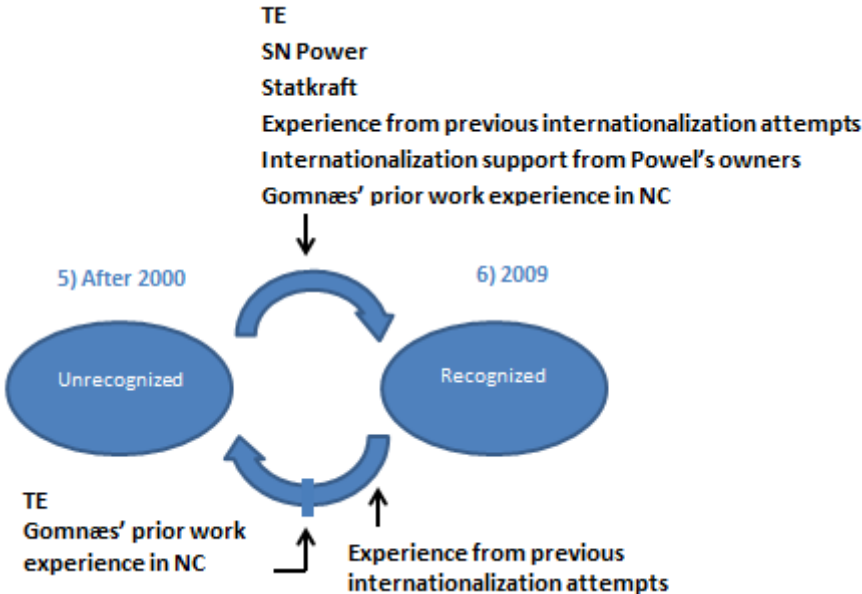 TE
SN Power
Statkraft
Experience from previous internationalization attempts
Internationalization support from Powel's owners
Gomnæs' prior work experience in NC
5) After 2000
6) 2009
Unrecognized
Recognized
TE
Gomnæs' prior work
experience in NC
Experience from previous
internationalization attempts